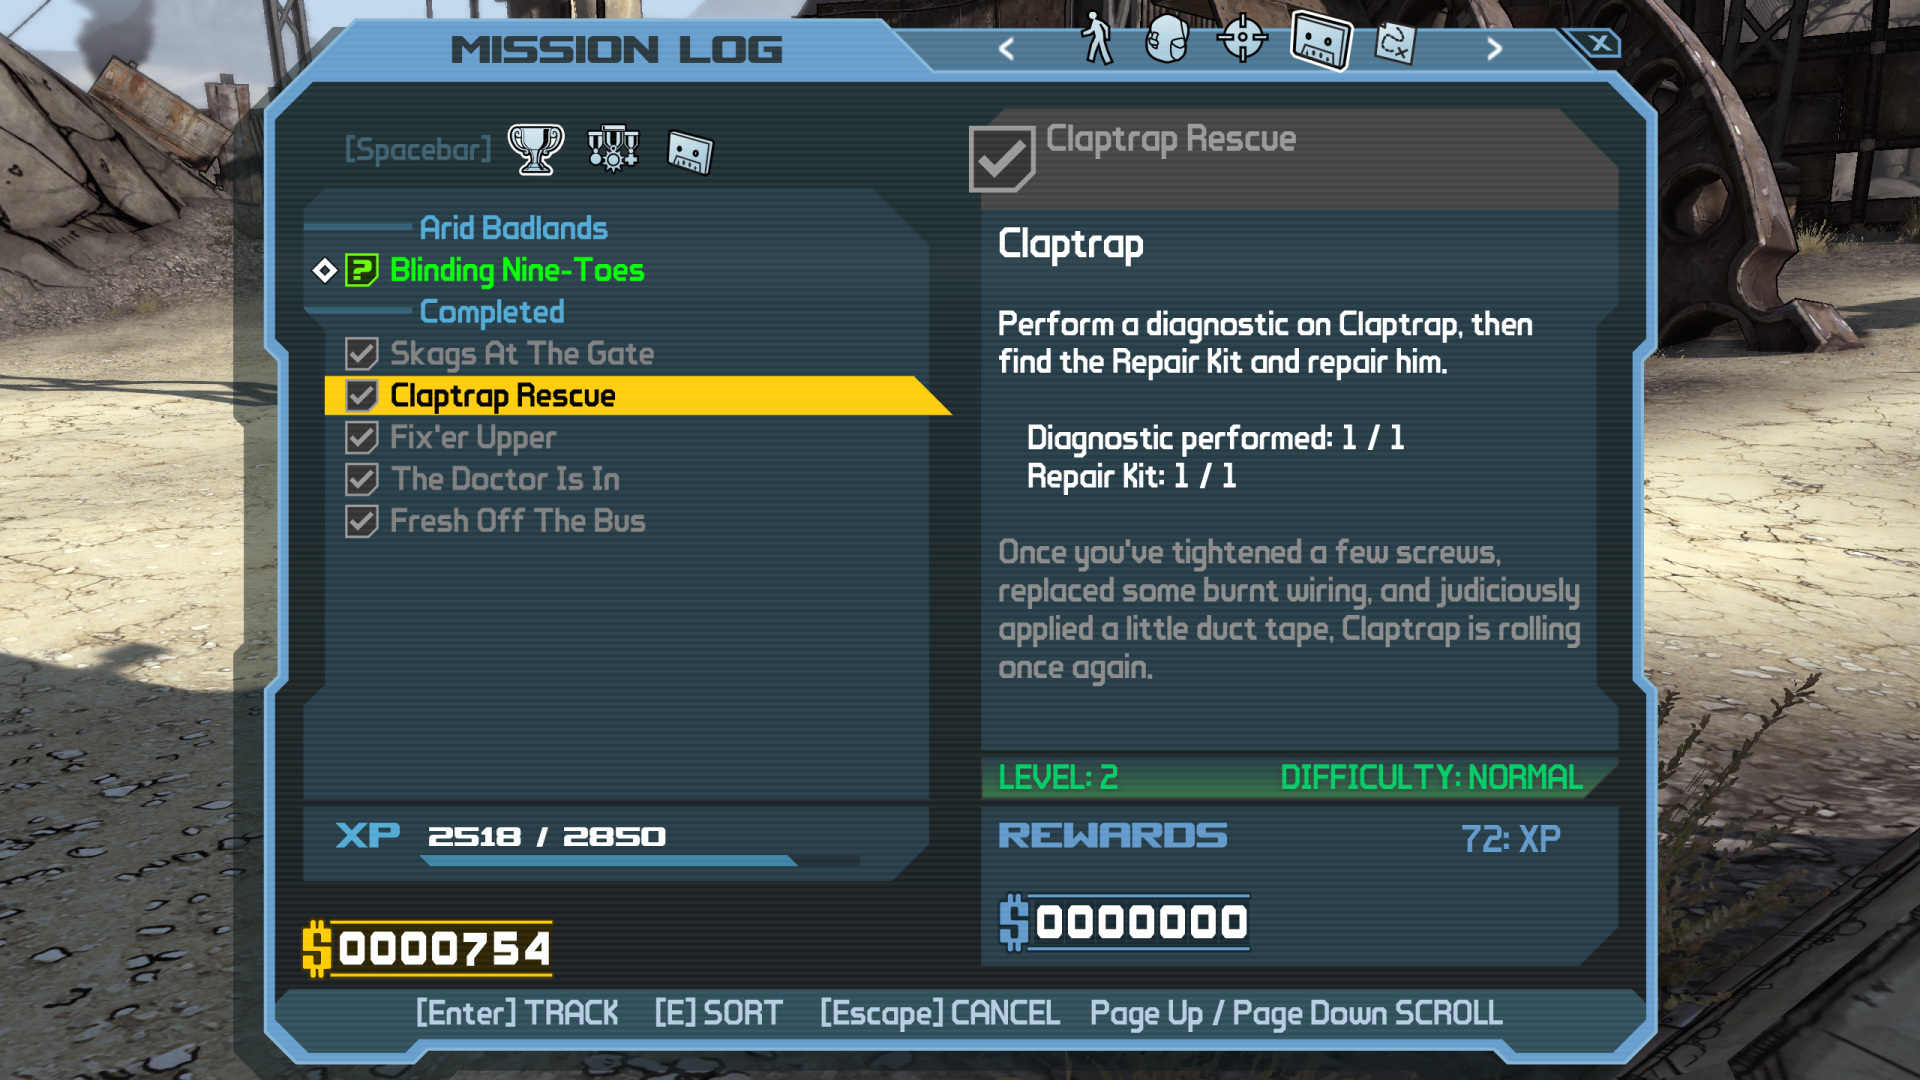 MISSION LOG
<
>
X
[Spacebar]
Arid Badlands
? Blinding Nine-Toes
Completed
Skags At The Gate
Claptrap Rescue
Fix'er Upper
The Doctor Is In
Fresh Off The Bus
XP 2518 / 2850
$0000754
Claptrap Rescue
Claptrap
Perform a diagnostic on Claptrap, then
find the Repair Kit and repair him.
Diagnostic performed: 1 / 1
Repair Kit: 1 / 1
Once you've tightened a few screws,
replaced some burnt wiring, and judiciously
applied a little duct tape, Claptrap is rolling
once again.
LEVEL: 2 DIFFICULTY: NORMAL
REWARDS 72: XP
$0000000
[Enter] TRACK [E] SORT [Escape] CANCEL Page Up / Page Down SCROLL